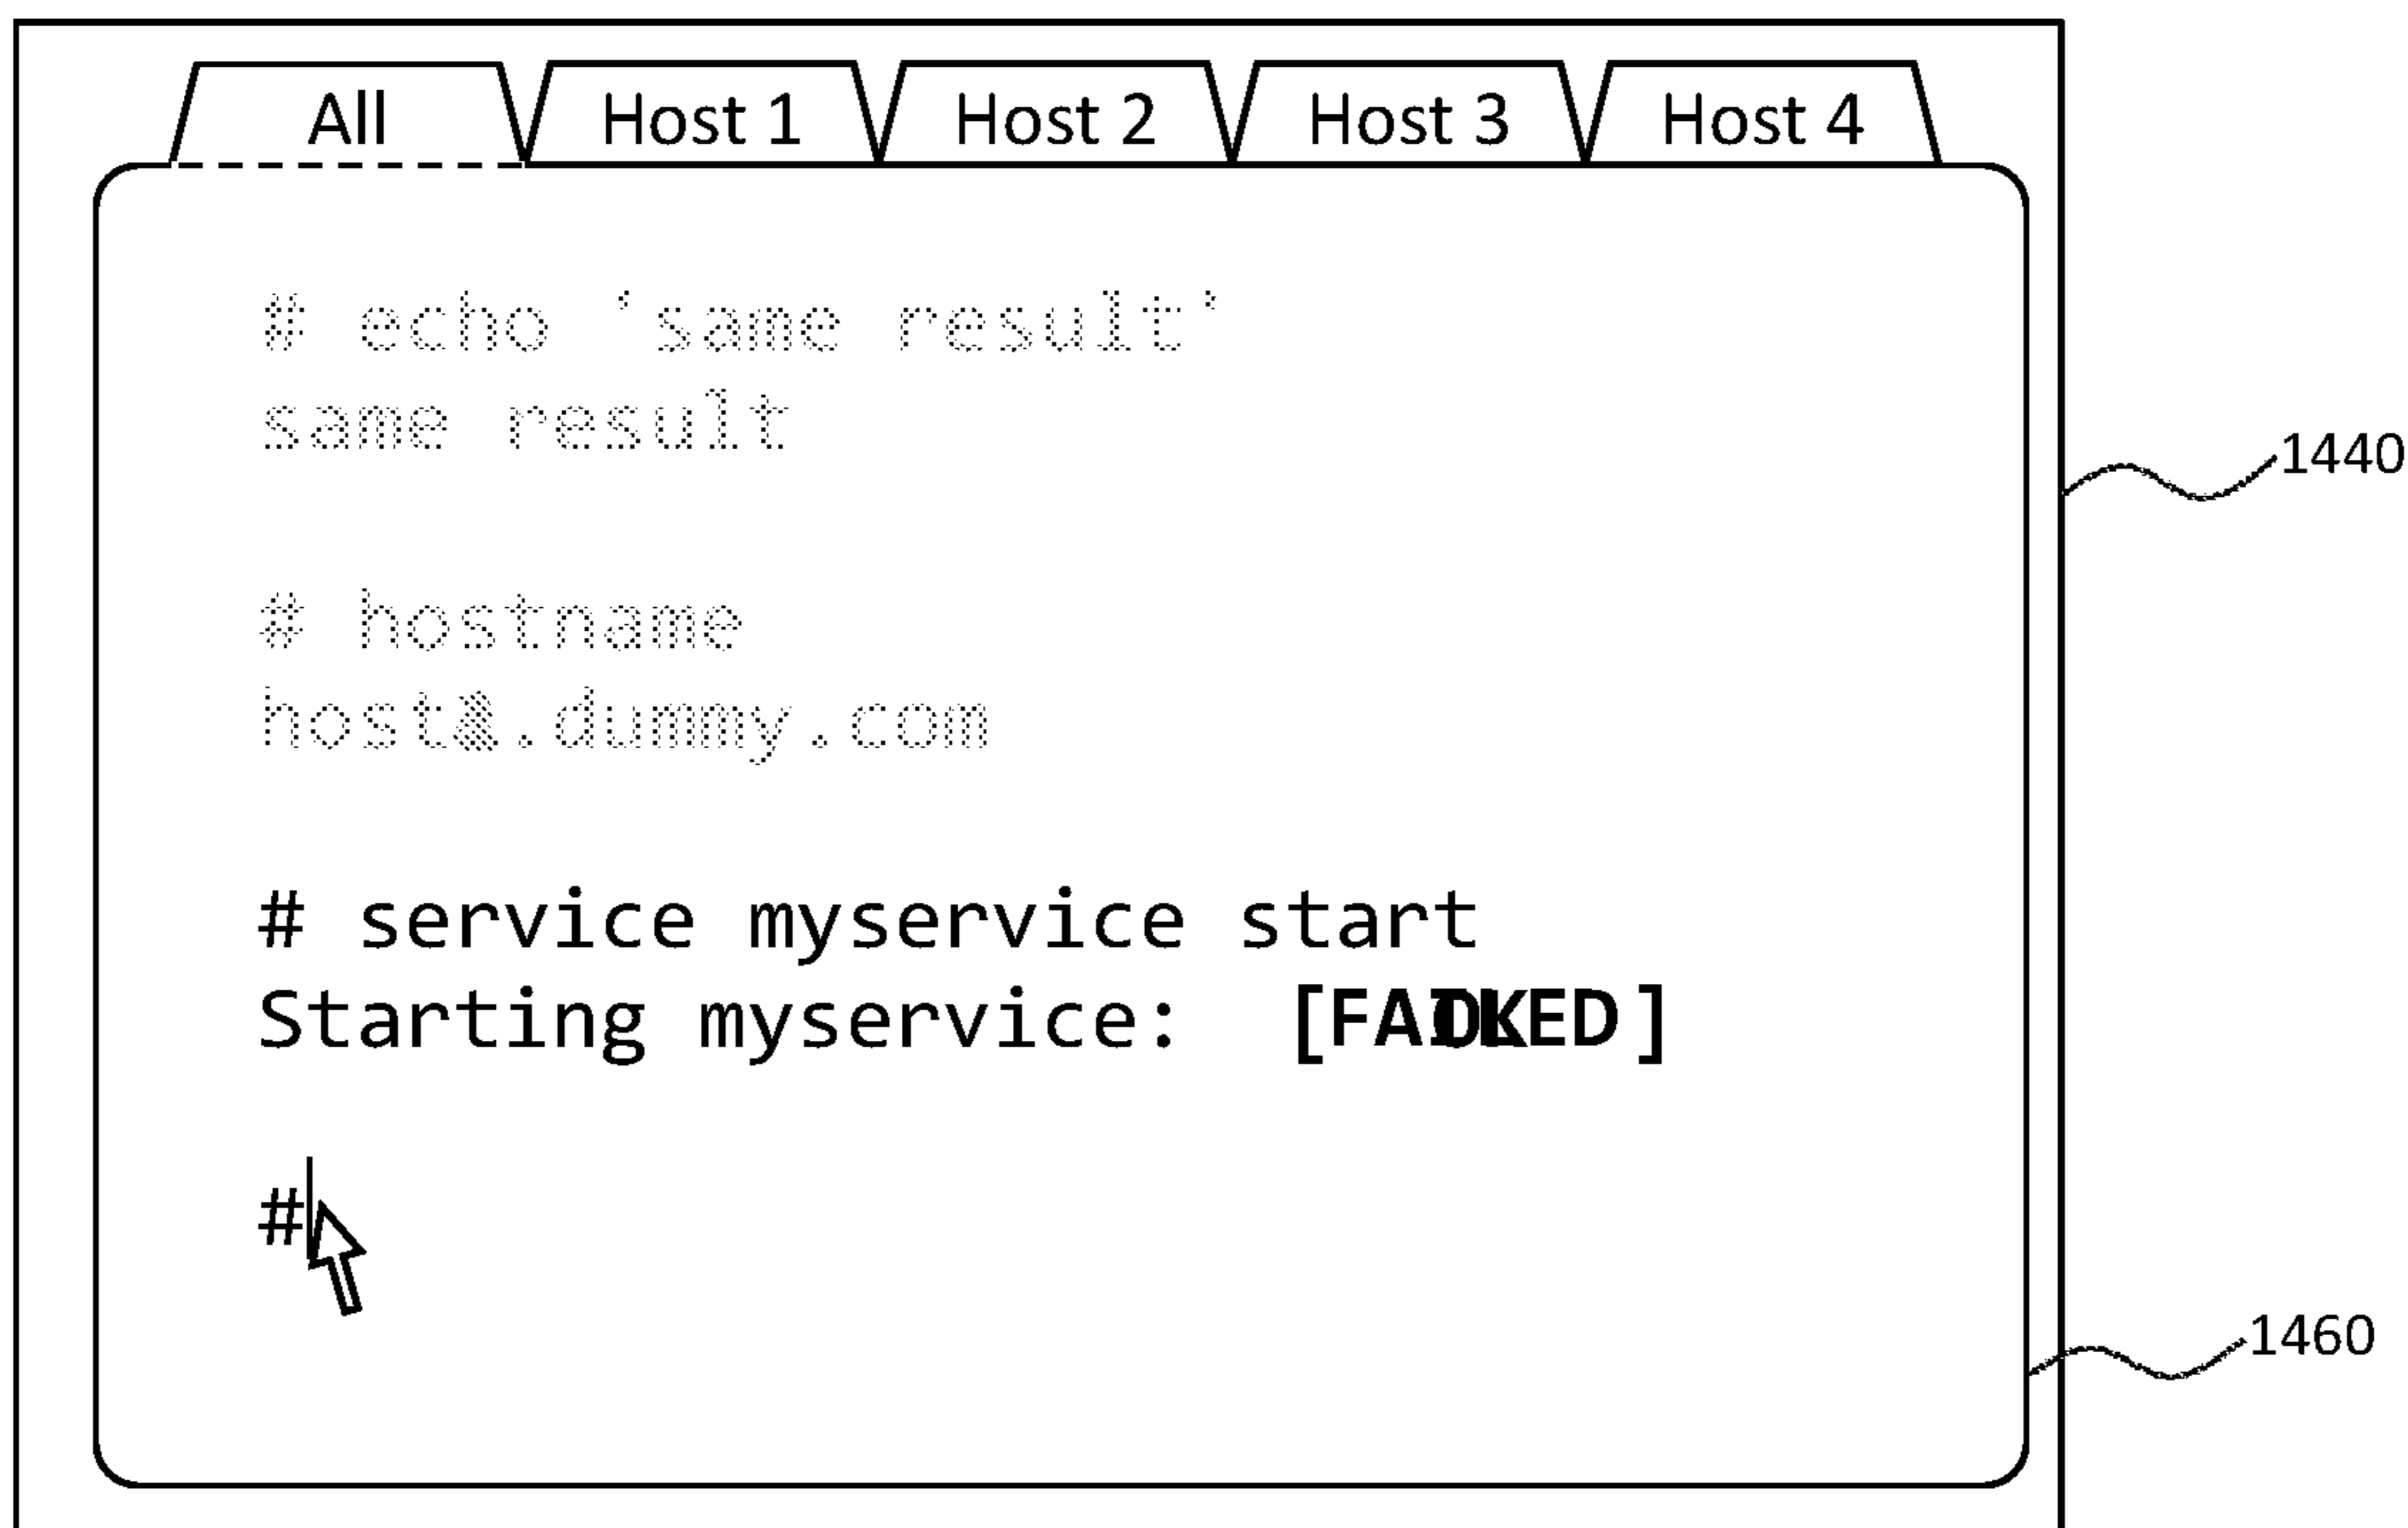 All Host 1 Host 2 Host 3 Host 4
# echo ‘same result’
same result
1440
# hostname
.dummy.com
# service myservice start
Starting myservice: [ ]
#
1460